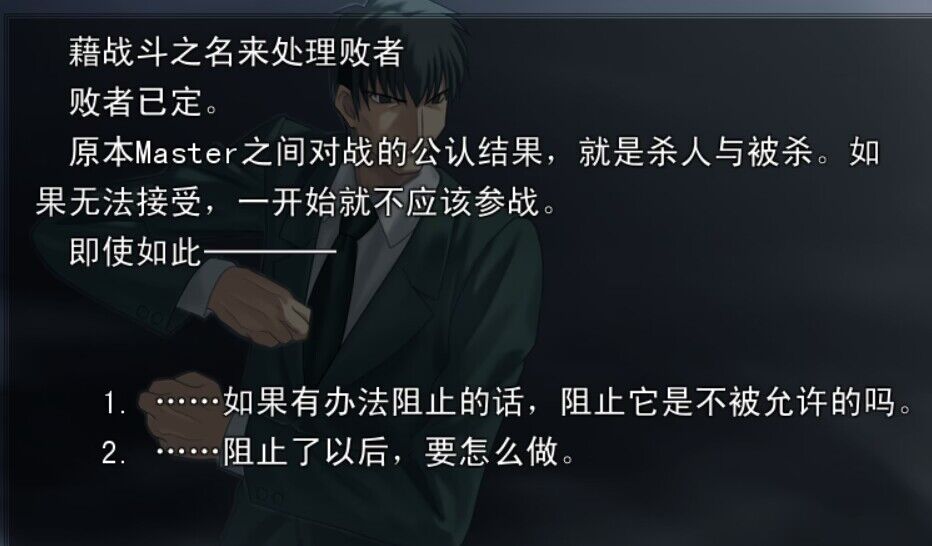 藉战斗之名来处理败者
败者已定。
原本Master之间对战的公认结果，就是杀人与被杀。如
果无法接受，一开始就不应该参战。
即使如此————
1. ……如果有办法阻止的话，阻止它是不被允许的吗。
2. ……阻止了以后，要怎么做。